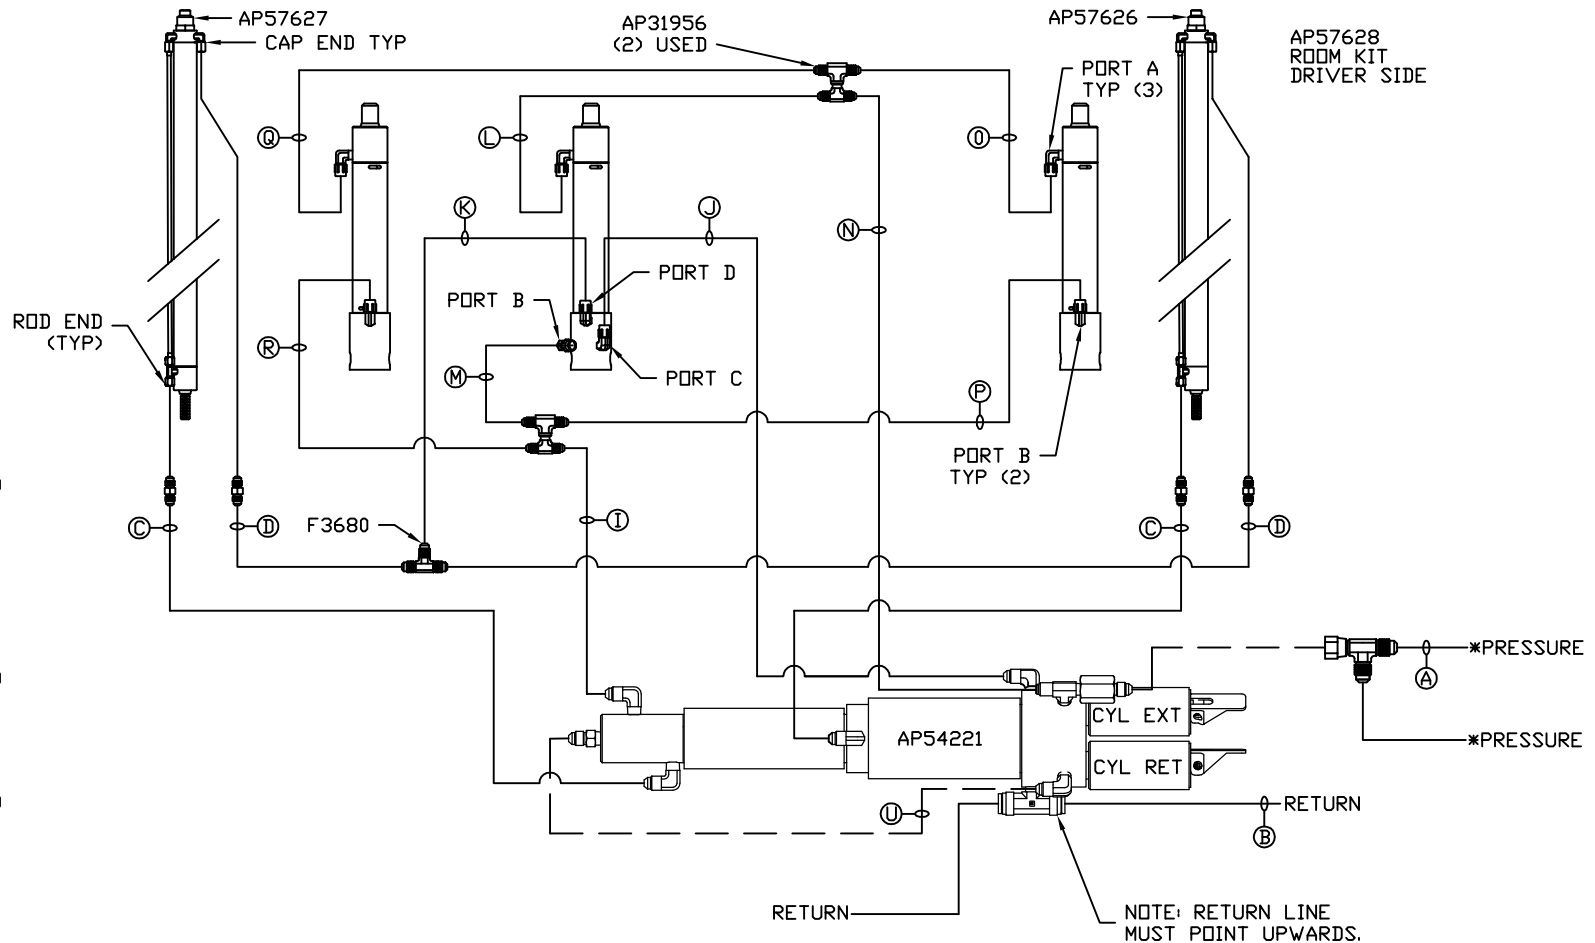 AP57627
CAP END TYP
AP31956
(2) USED
AP57626
AP57628
ROOM KIT
DRIVER SIDE
PORT A
TYP (3)
Q
L
O
K
J
N
PORT D
PORT B
ROD END
(TYP)
R
M
PORT C
P
PORT B
TYP (2)
C
D
F3680
I
C
D
*PRESSURE
A
CYL EXT
AP54221
*PRESSURE
CYL RET
U
RETURN
B
RETURN
NOTE: RETURN LINE
MUST POINT UPWARDS.